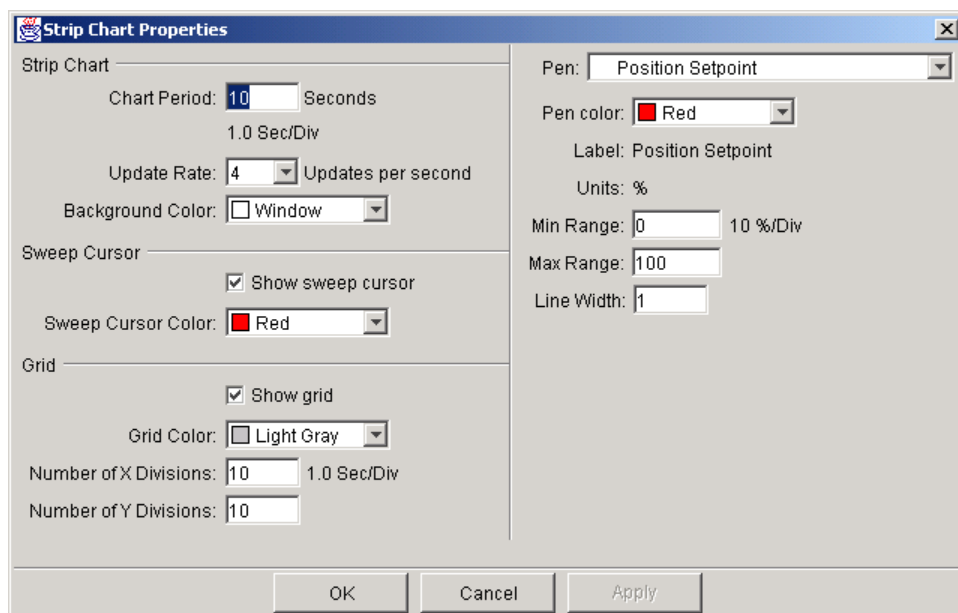 Strip Chart Properties
Strip Chart
Chart Period: 10 Seconds
1.0 Sec/Div
Update Rate: 4 Updates per second
Background Color: Window
Sweep Cursor
Show sweep cursor
Sweep Cursor Color: Red
Grid
Show grid
Grid Color: Light Gray
Number of X Divisions: 10 1.0 Sec/Div
Number of Y Divisions: 10
Pen: Position Setpoint
Pen color: Red
Label: Position Setpoint
Units: %
Min Range: 0 10 %/Div
Max Range: 100
Line Width: 1
OK Cancel Apply